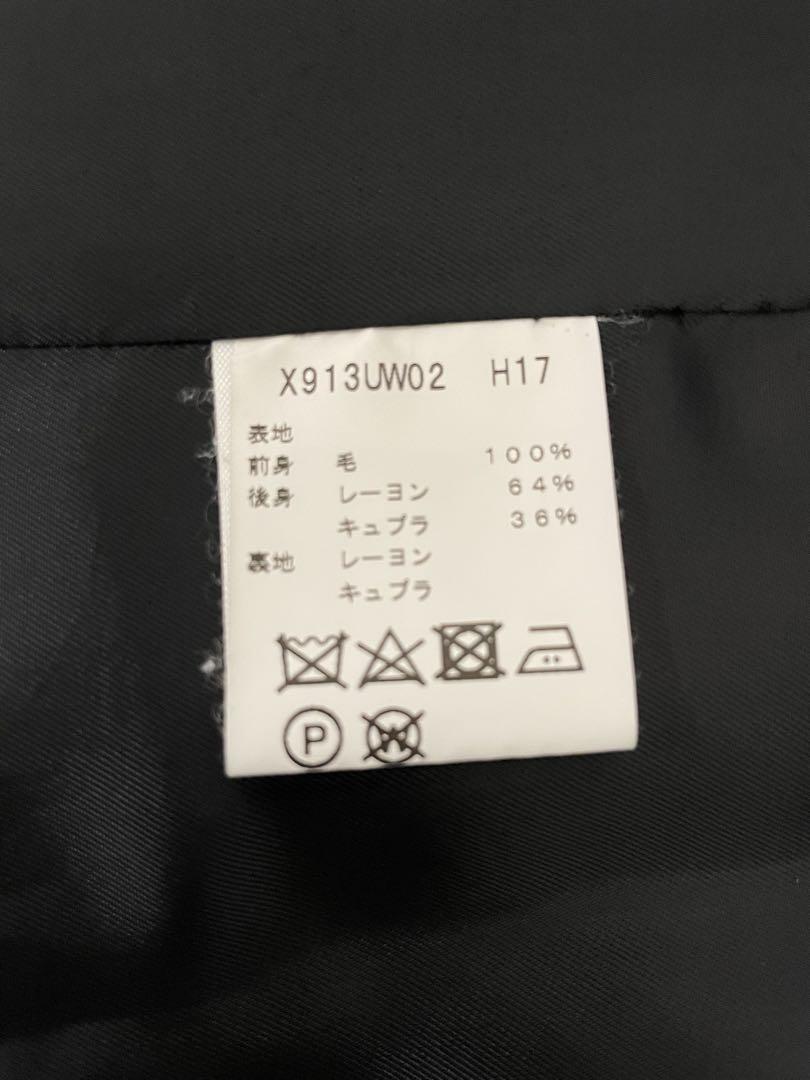 X913UW02 H17
表地
前身 毛 100%
後身 レーヨン 64%
キュプラ 36%
裏地 レーヨン
キュプラ
P
W